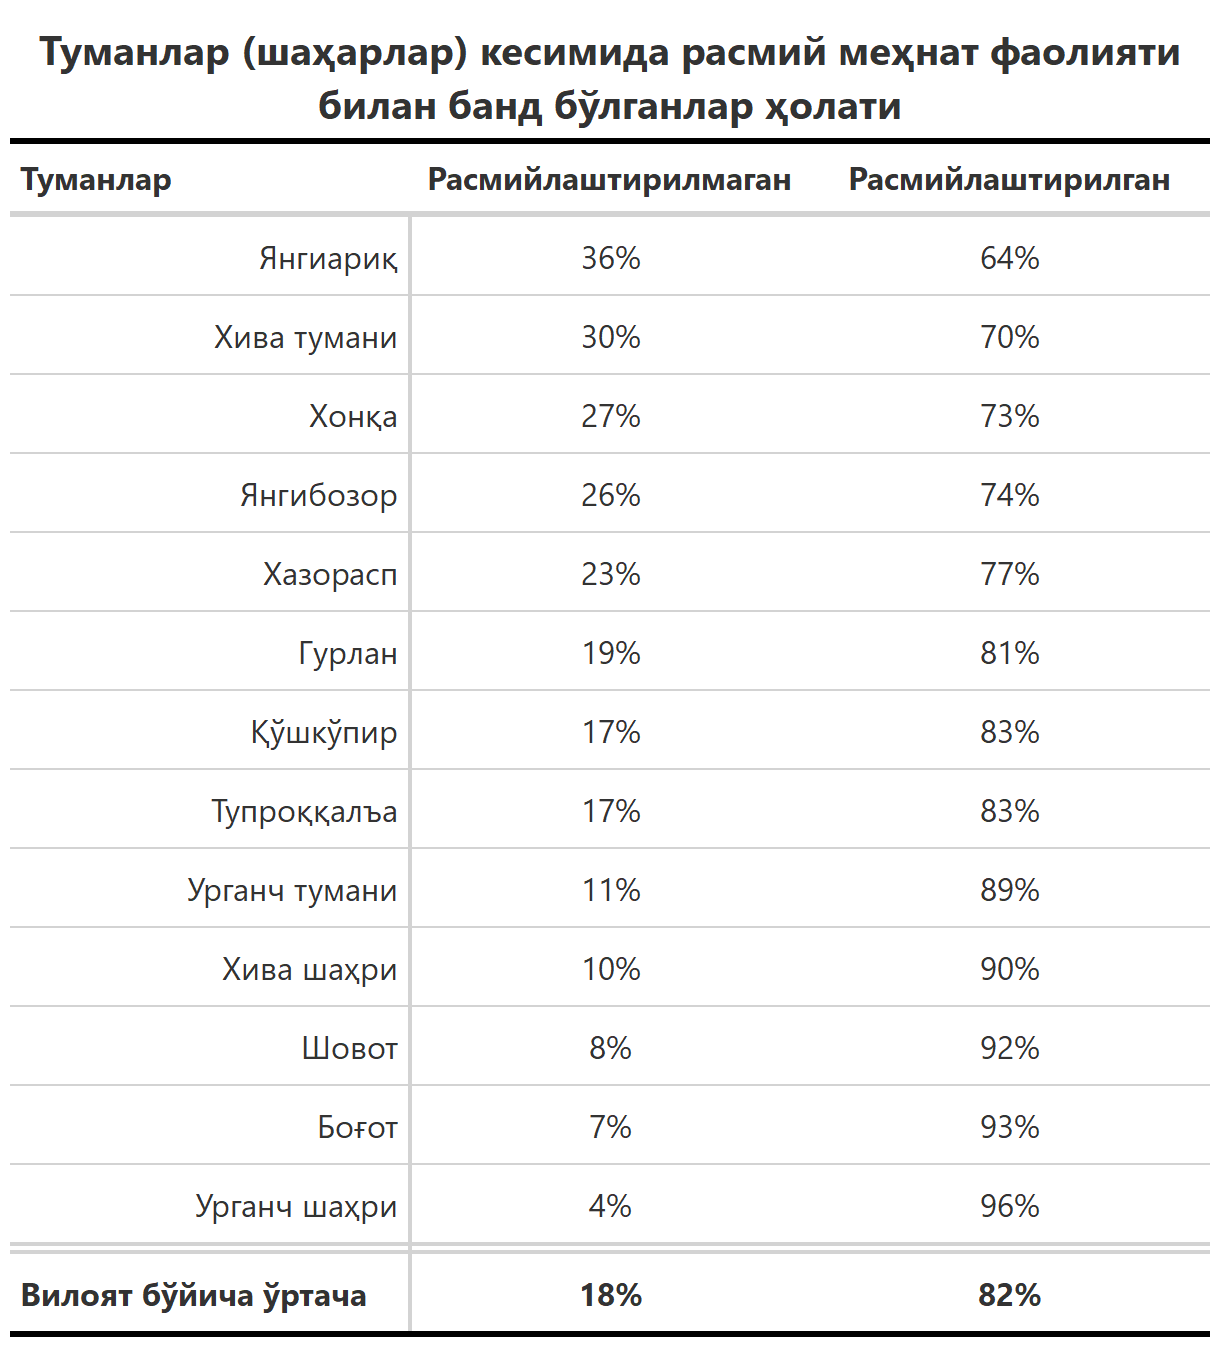 Туманлар (шаҳарлар) кесимида расмий меҳнат фаолияти
билан банд бўлганлар ҳолати
Туманлар Расмийлаштирилмаган Расмийлаштирилган
Янгиариқ 36% 64%
Хива тумани 30% 70%
Хонқа 27% 73%
Янгибозор 26% 74%
Хазорасп 23% 77%
Гурлан 19% 81%
Қўшкўпир 17% 83%
Тупроққалъа 17% 83%
Урганч тумани 11% 89%
Хива шаҳри 10% 90%
Шовот 8% 92%
Боғот 7% 93%
Урганч шаҳри 4% 96%
Вилоят бўйича ўртача 18% 82%